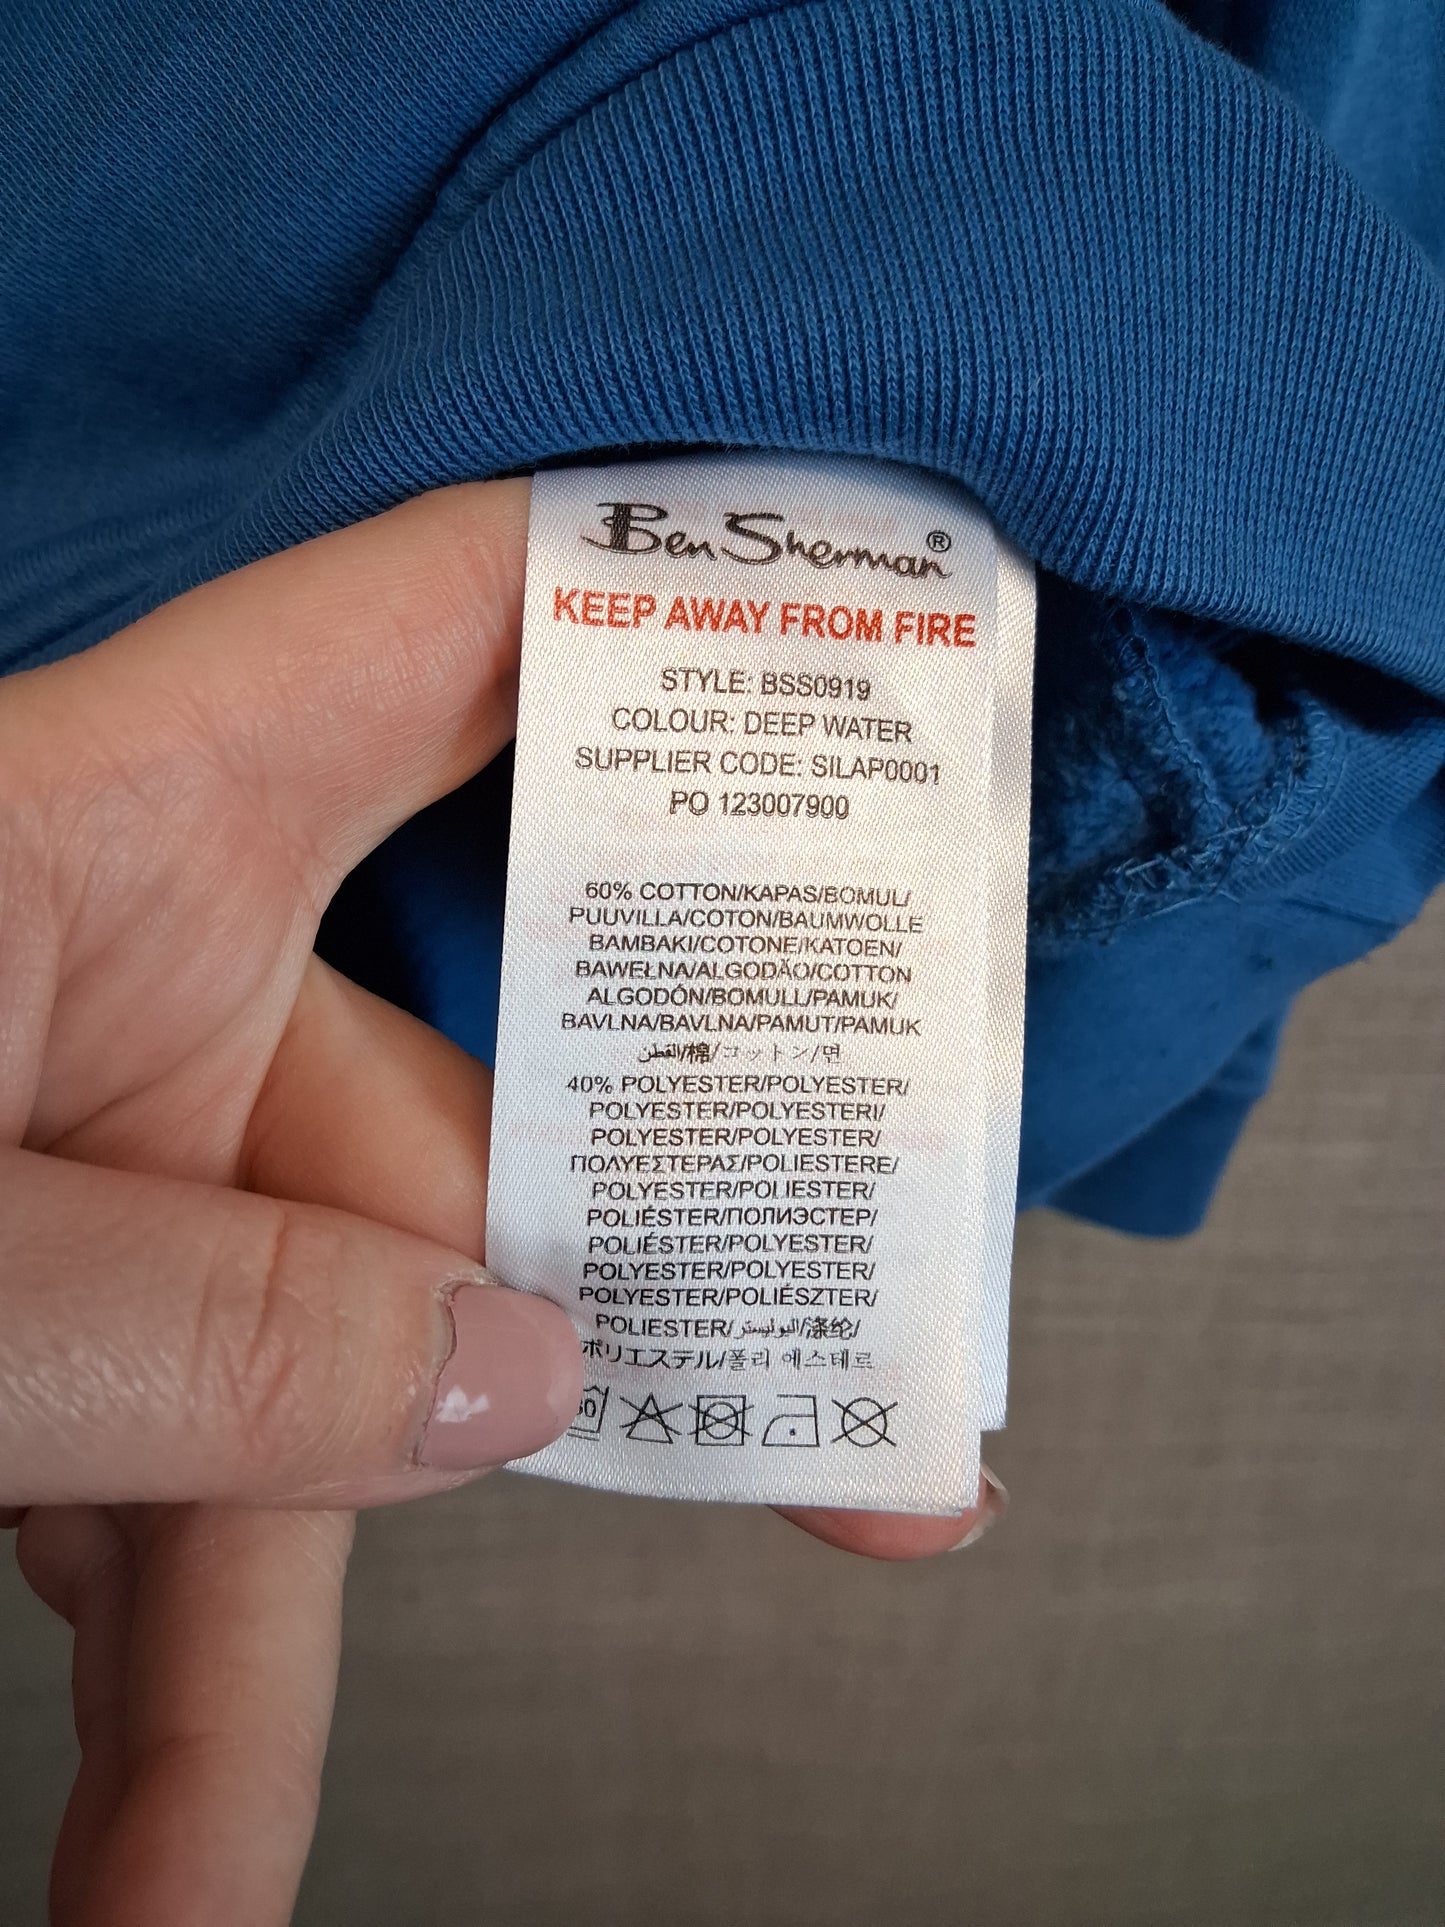 Ben Sherman®
KEEP AWAY FROM FIRE
STYLE: BSS0919
COLOUR: DEEP WATER
SUPPLIER CODE: SILAP0001
PO 123007900
60% COTTON/KAPAS/BOMUL/
PUUVILLA/COTON/BAUMWOLLE
BAMBAKI/COTONE/KATOEN/
BAWEŁNA/ALGODÃO/COTTON
ALGODÓN/BOMULL/PAMUK/
BAVLNA/BAVLNA/PAMUT/PAMUK
القطن/棉/コットン/면
40% POLYESTER/POLYESTER/
POLYESTER/POLYESTERI/
POLYESTER/POLYESTER/
ΠΟΛΥΕΣΤΕΡΑΣ/POLIESTERE/
POLYESTER/POLIESTER/
POLIÉSTER/ПОЛИЭСТЕР/
POLIÉSTER/POLYESTER/
POLYESTER/POLYESTER/
POLYESTER/POLIÉSZTER/
POLIESTER/البوليستر/涤纶/
ポリエステル/폴리 에스테르